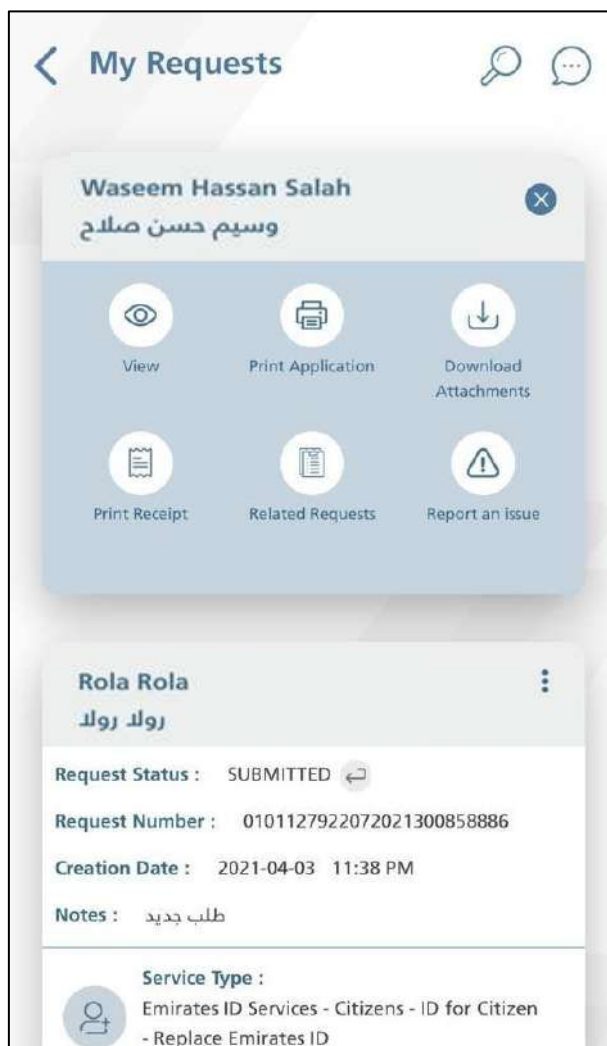 My Requests
Waseem Hassan Salah
وسيم حسن صلاح
View Print Application Download
Attachments
Print Receipt Related Requests Report an issue
Rola Rola
رولا رولا
Request Status : SUBMITTED
Request Number : 0101127922072021300858886
Creation Date : 2021-04-03 11:38 PM
Notes : طلب جديد
Service Type :
Emirates ID Services - Citizens - ID for Citizen
- Replace Emirates ID